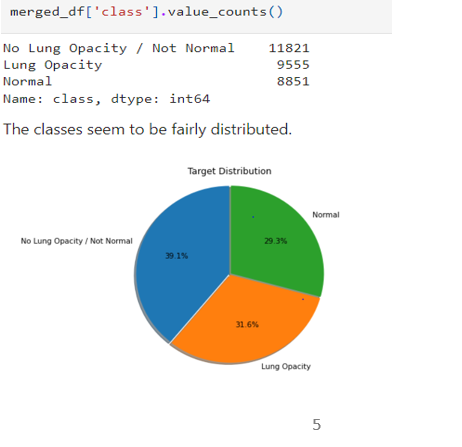 merged_df['class'].value_counts()
No Lung Opacity / Not Normal    11821
Lung Opacity                     9555
Normal                           8851
Name: class, dtype: int64
The classes seem to be fairly distributed.
Target Distribution
Normal
No Lung Opacity / Not Normal
29.3%
39.1%
31.6%
Lung Opacity
5